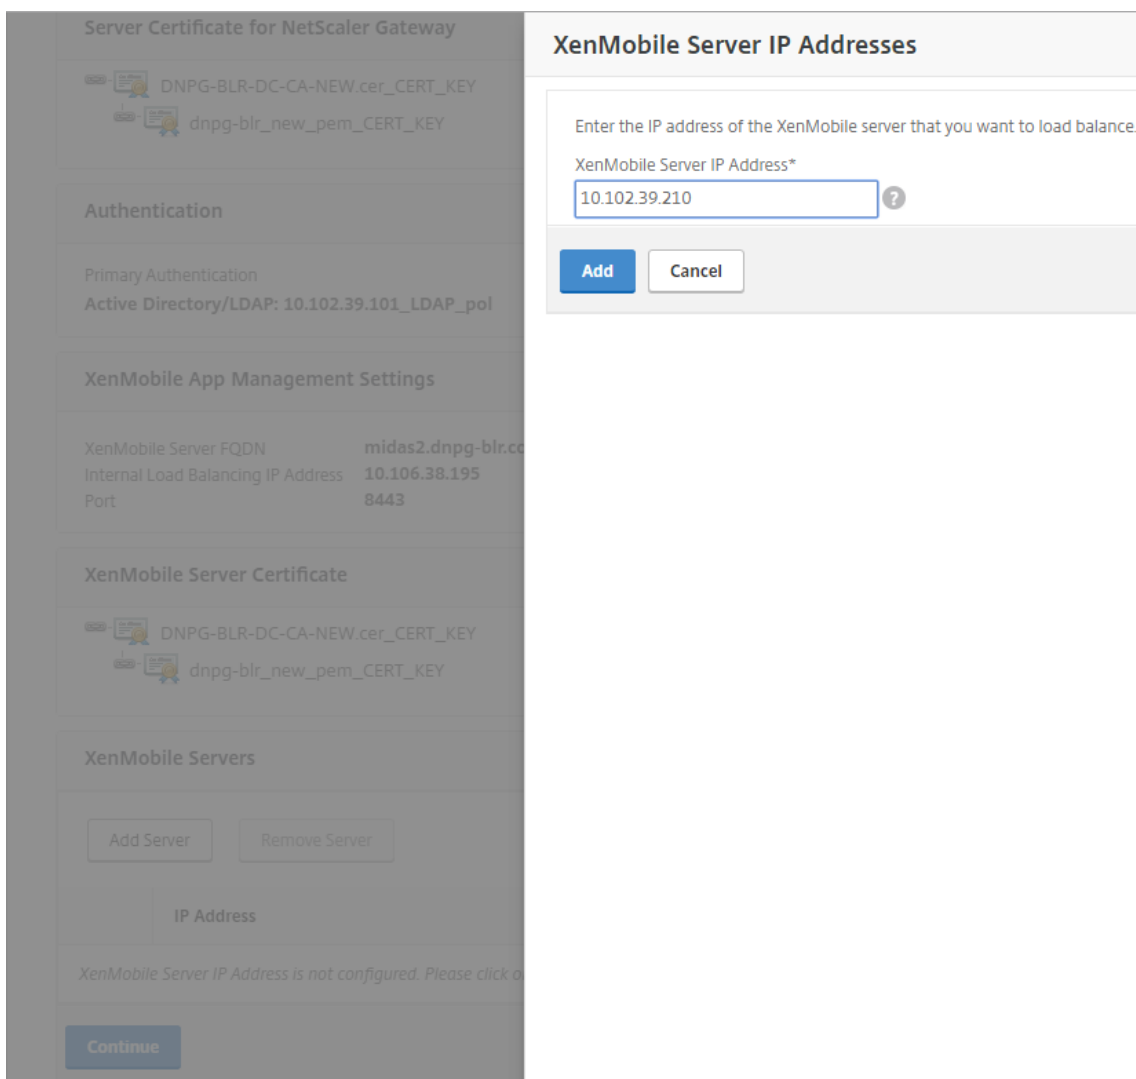 Server Certificate for NetScaler Gateway
DNPG-BLR-DC-CA-NEW.cer_CERT_KEY
dnpg-blr_new_pem_CERT_KEY
Authentication
Primary Authentication
Active Directory/LDAP: 10.102.39.101_LDAP_pol
XenMobile App Management Settings
XenMobile Server FQDN midas2.dnpg-blr.co
Internal Load Balancing IP Address 10.106.38.195
Port 8443
XenMobile Server Certificate
DNPG-BLR-DC-CA-NEW.cer_CERT_KEY
dnpg-blr_new_pem_CERT_KEY
XenMobile Servers
Add Server Remove Server
IP Address
XenMobile Server IP Address is not configured. Please click o
Continue
XenMobile Server IP Addresses
Enter the IP address of the XenMobile server that you want to load balance.
XenMobile Server IP Address*
10.102.39.210 ?
Add Cancel